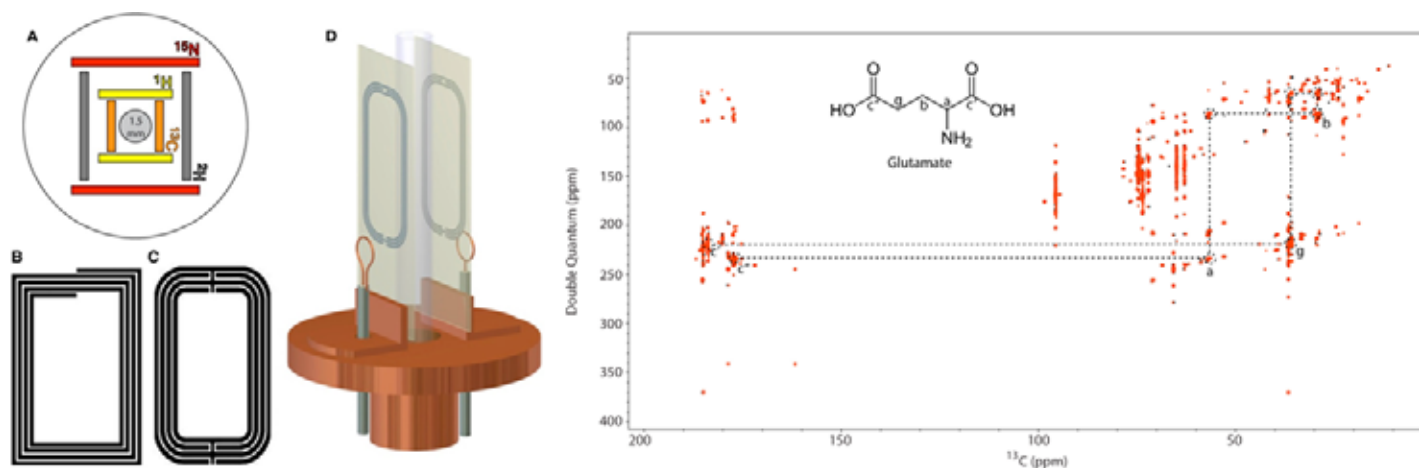 A
15N
1H
1.5
mm
13C
2H
B
C
D
O
O
HO
c'
g
b
a
c
OH
NH2
Glutamate
b
c'
c
a
g
Double Quantum (ppm)
50
100
150
200
250
300
350
400
200
150
100
50
13C (ppm)